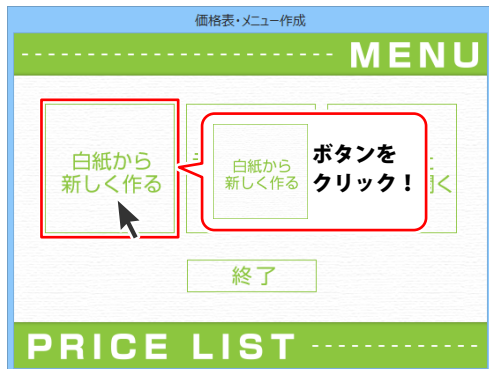 価格表・メニュー作成
MENU
白紙から
新しく作る
白紙から
新しく作る
ボタンを
クリック！
く
終了
PRICE LIST